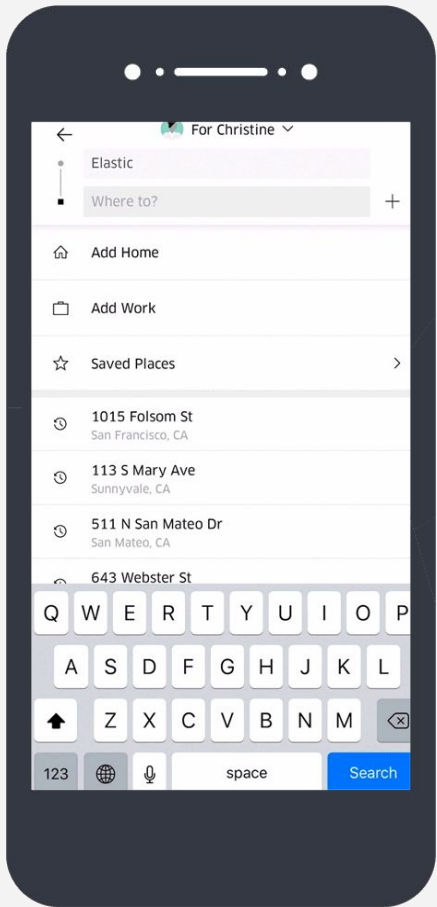 For Christine
Elastic
Where to?
Add Home
Add Work
Saved Places
1015 Folsom St
San Francisco, CA
113 S Mary Ave
Sunnyvale, CA
511 N San Mateo Dr
San Mateo, CA
643 Webster St
Q W E R T Y U I O P
A S D F G H J K L
Z X C V B N M
123 space Search